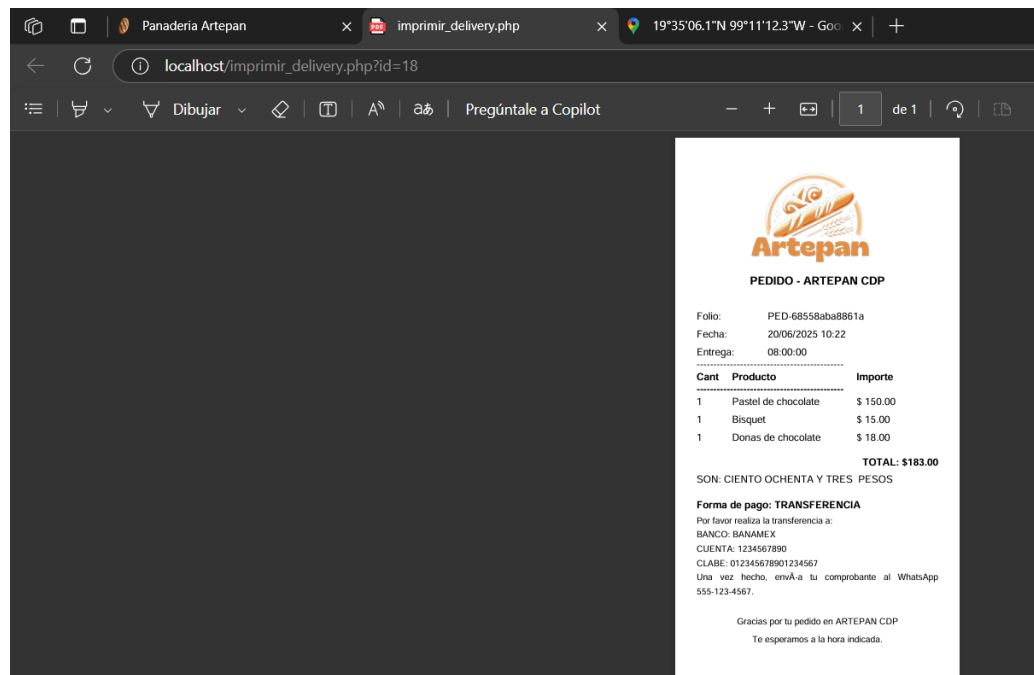 Panaderia Artepan
imprimir_delivery.php
19°35'06.1"N 99°11'12.3"W - Goo
localhost/imprimir_delivery.php?id=18
Dibujar
Pregúntale a Copilot
1 de 1
Artepan
PEDIDO - ARTEPAN CDP
Folio: PED-68558aba8861a
Fecha: 20/06/2025 10:22
Entrega: 08:00:00
Cant Producto Importe
1 Pastel de chocolate $ 150.00
1 Bisquet $ 15.00
1 Donas de chocolate $ 18.00
TOTAL: $183.00
SON: CIENTO OCHENTA Y TRES PESOS
Forma de pago: TRANSFERENCIA
Por favor realiza la transferencia a:
BANCO: BANAMEX
CUENTA: 1234567890
CLABE: 012345678901234567
Una vez hecho, envÃ-a tu comprobante al WhatsApp
555-123-4567.
Gracias por tu pedido en ARTEPAN CDP
Te esperamos a la hora indicada.